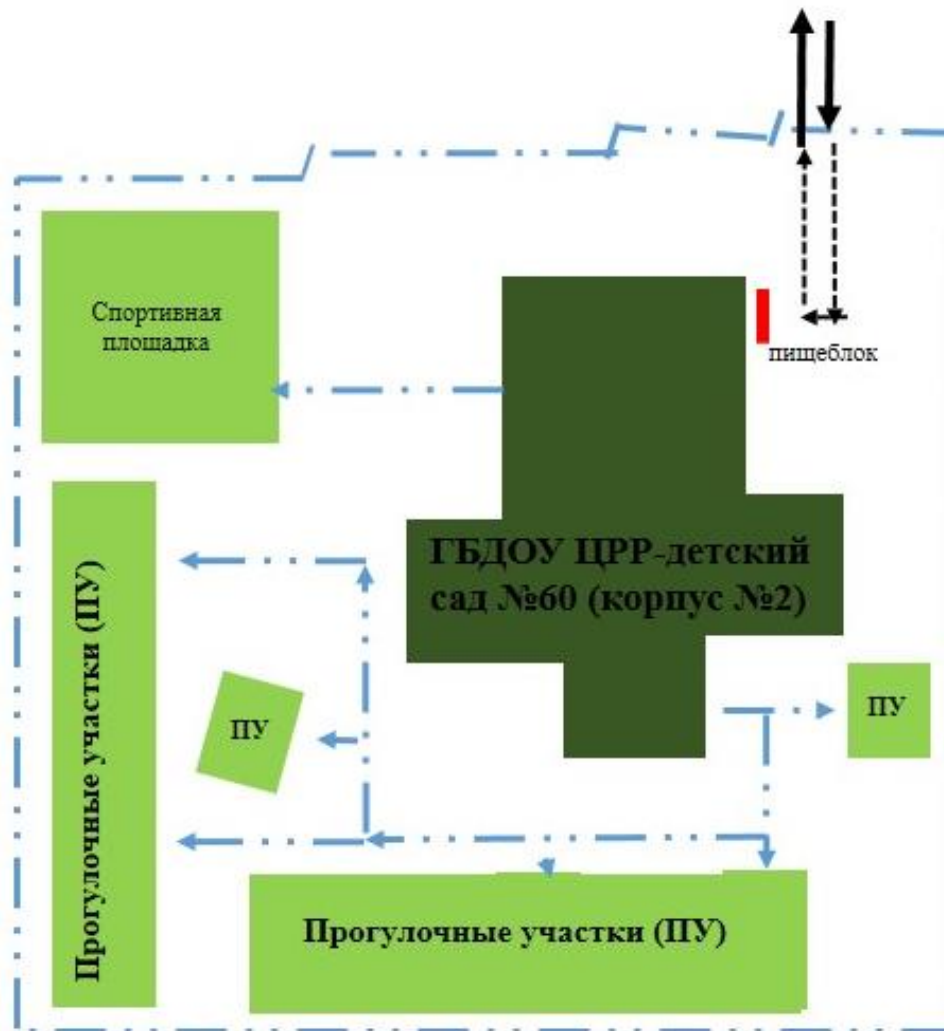 Спортивная
площадка
пищеблок
ГБДОУ ЦРР-детский
сад №60 (корпус №2)
Прогулочные участки (ПУ)
ПУ
ПУ
Прогулочные участки (ПУ)